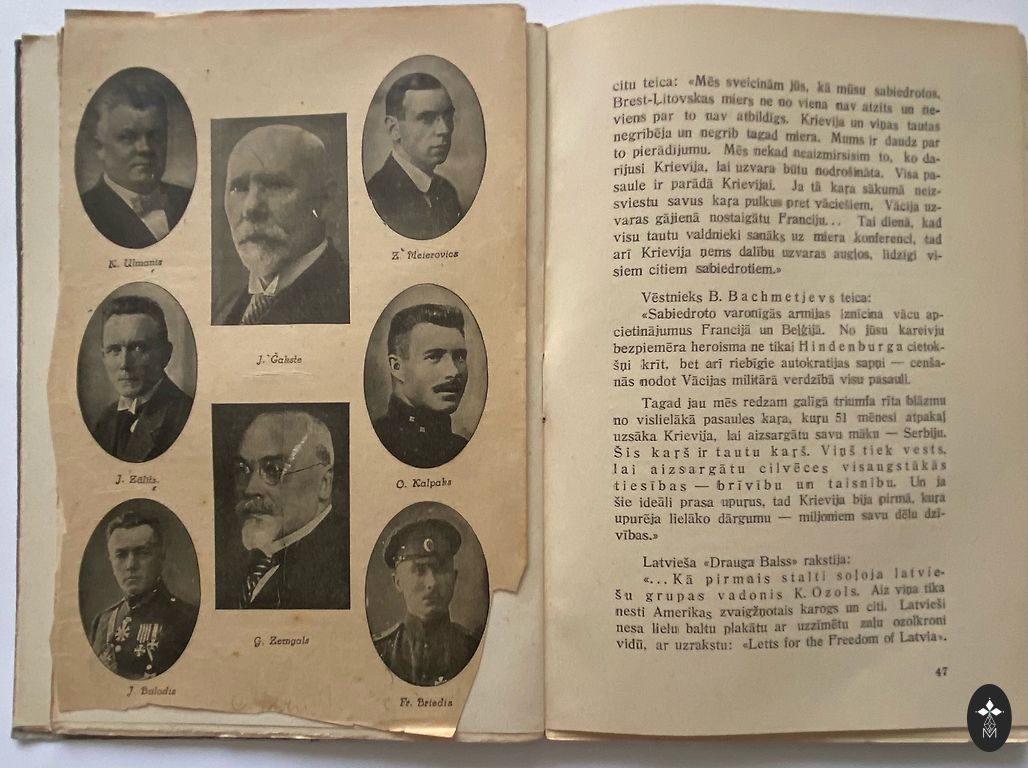 K. Ulmanis
Z. Meierovics
J. Čakste
J. Zālīts.
O. Kalpaks
G. Zemgals
J. Balodis
Fr. Briedis
citu teica: «Mēs sveicinām jūs, kā mūsu sabiedrotos.
Brest-Ļitovskas miers ne no viena nav atzīts un ne-
viens par to nav atbildīgs. Krievija un viņas tautas
negribēja un negrib tagad miera. Mums ir daudz par
to pierādījumu. Mēs nekad neaizmirsīsim to, ko da-
rījusi Krievija, lai uzvara būtu nodrošināta. Visa pa-
saule ir parādā Krievijai. Ja tā kaŗa sākumā neiz-
sviestu savus kaŗa pulkus pret vāciešiem, Vācija uz-
varas gājienā nostaigātu Franciju... Tai dienā, kad
visu tautu valdnieki sanāks uz miera konferenci, tad
arī Krievija ņems dalību uzvaras augļos, līdzīgi vi-
siem citiem sabiedrotiem.»
Vēstnieks B. Bachmetjevs teica:
«Sabiedroto varonīgās armijas iznīcina vācu ap-
cietinājumus Francijā un Beļģijā. No jūsu kareivju
bezpiemēra heroisma ne tikai Hindenburga cietok-
šņi krīt, bet arī riebīgie autokratijas sapņi — cenša-
nās nodot Vācijas militārā verdzībā visu pasauli.
Tagad jau mēs redzam galīgā triumfa rīta blāzmu
no vislielākā pasaules kaŗa, kuŗu 51 mēnesi atpakaļ
uzsāka Krievija, lai aizsargātu savu māku — Serbiju.
Šis kaŗš ir tautu kaŗš. Viņš tiek vests,
lai aizsargātu cilvēces visaugstākās
tiesības — brīvību un taisnību. Un ja
šie ideāli prasa upuŗus, tad Krievija bija pirmā, kuŗa
upurēja lielāko dārgumu — miljoniem savu dēlu dzī-
vības.»
Latvieša «Drauga Balss» rakstīja:
«... Kā pirmais stalti soļoja latvie-
šu grupas vadonis K. Ozols. Aiz viņa tika
nesti Amerikas zvaigžņotais karogs un citi. Latvieši
nesa lielu baltu plakātu ar uzzīmētu zaļu ozolkroni
vidū, ar uzrakstu: «Letts for the Freedom of Latvia».
47
M